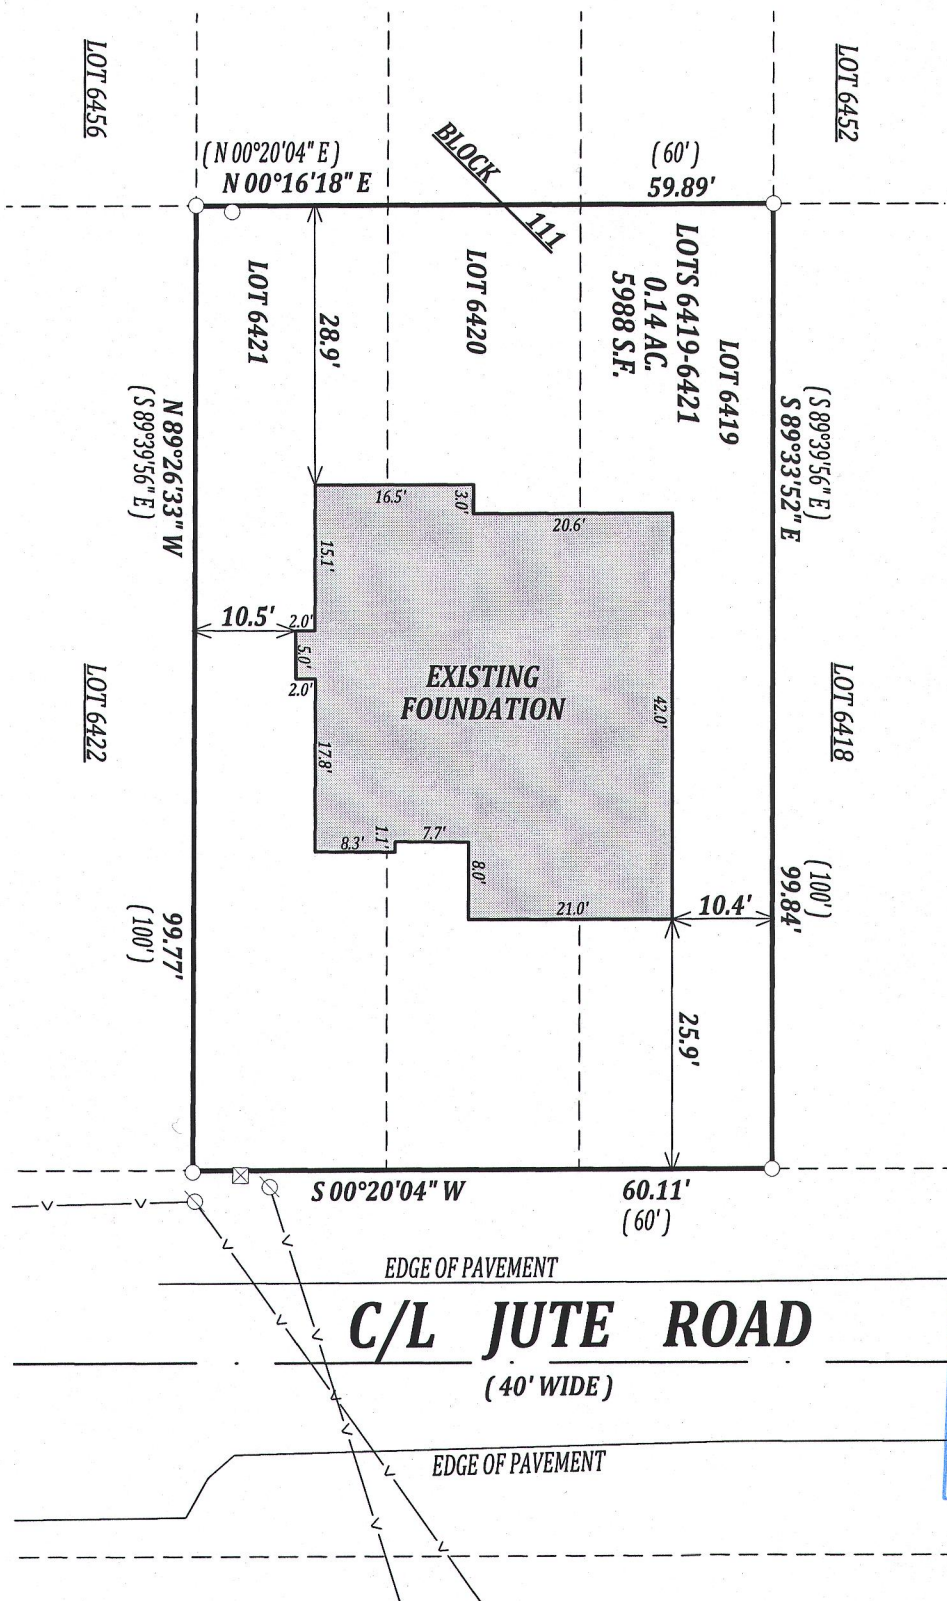 LOT 6456
LOT 6452
( N 00°20'04" E )
N 00°16'18" E
BLOCK
111
( 60' )
59.89'
LOT 6421
28.9'
LOT 6420
LOT 6419
LOTS 6419-6421
0.14 AC.
5988 S.F.
N 89°26'33" W
( S 89°39'56" E )
( S 89°39'56" E )
S 89°33'52" E
16.5'
3.0'
20.6'
15.1'
10.5'
2.0'
5.0'
2.0'
EXISTING
FOUNDATION
42.0'
LOT 6422
LOT 6418
17.8'
8.3'
1.1'
7.7'
8.0'
21.0'
10.4'
99.77'
( 100' )
( 100' )
99.84'
25.9'
S 00°20'04" W
60.11'
( 60' )
EDGE OF PAVEMENT
C/L JUTE ROAD
( 40' WIDE )
EDGE OF PAVEMENT